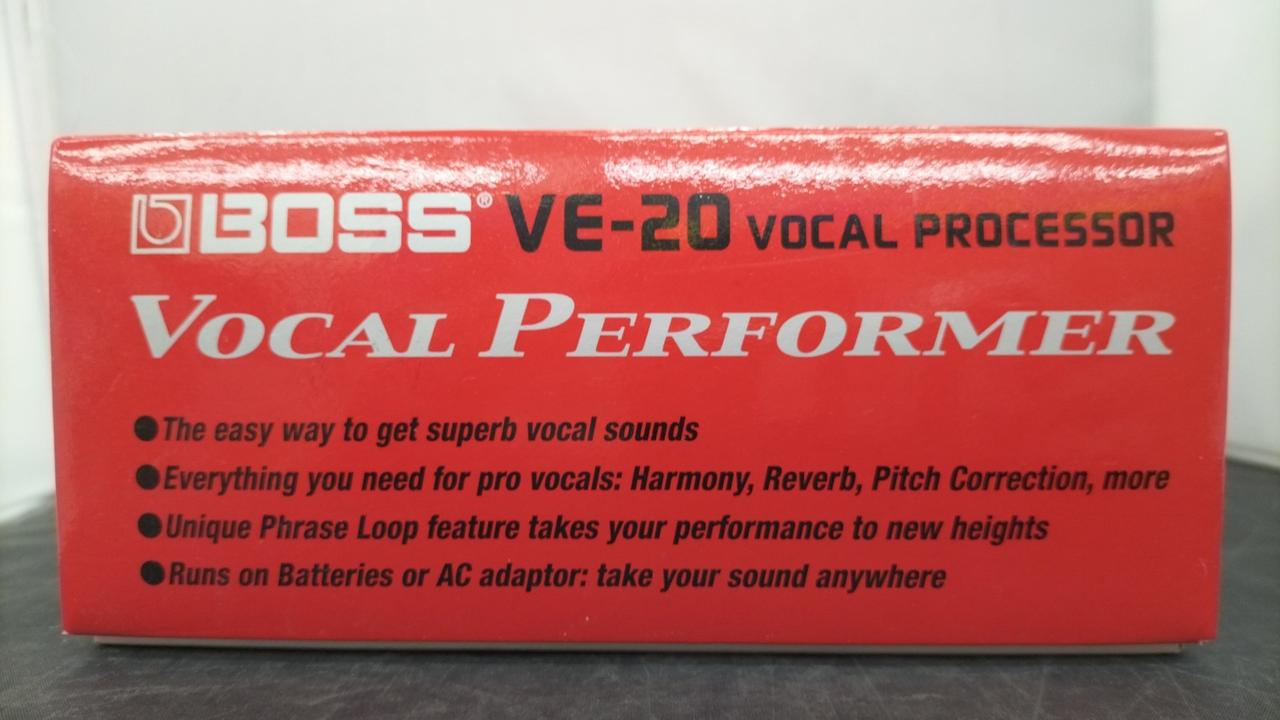 BOSS® VE-20 VOCAL PROCESSOR
VOCAL PERFORMER
●The easy way to get superb vocal sounds
●Everything you need for pro vocals: Harmony, Reverb, Pitch Correction, more
●Unique Phrase Loop feature takes your performance to new heights
●Runs on Batteries or AC adaptor: take your sound anywhere